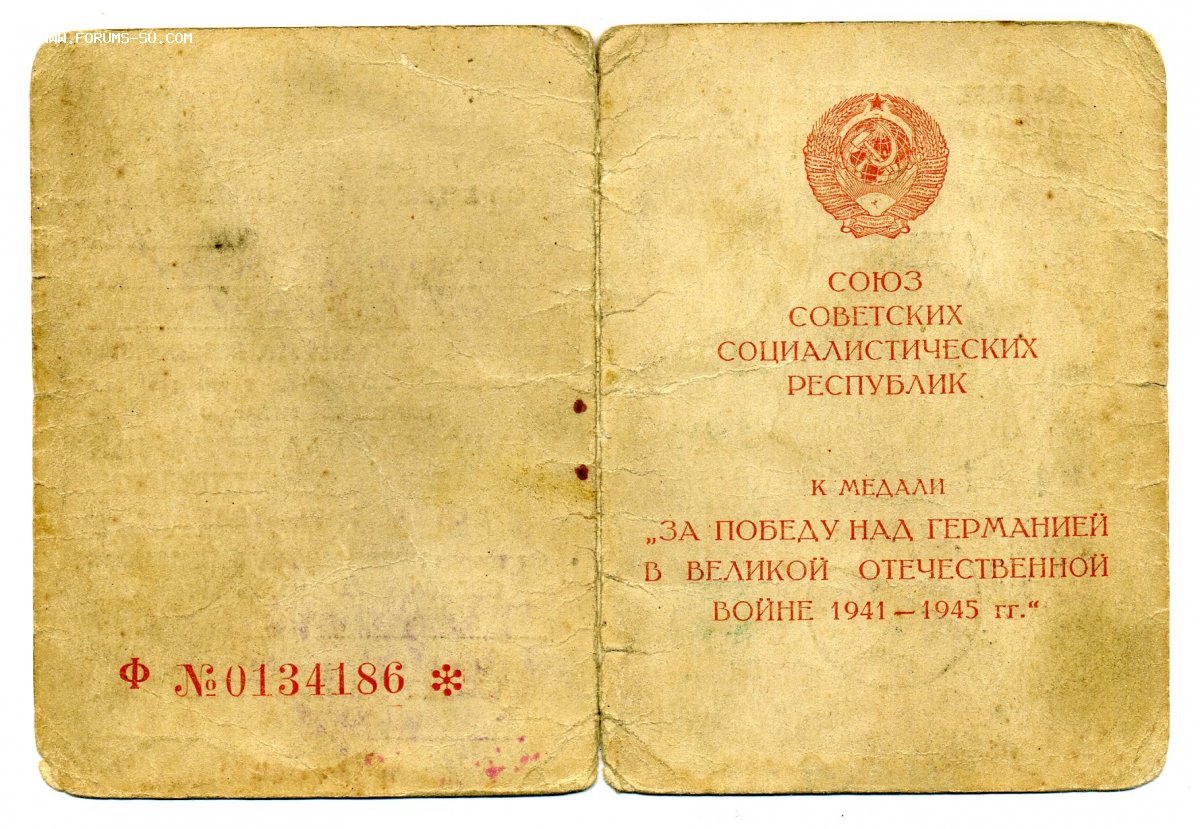 WWW.FORUMS-SU.COM
Ф №0134186
СОЮЗ
СОВЕТСКИХ
СОЦИАЛИСТИЧЕСКИХ
РЕСПУБЛИК
К МЕДАЛИ
„ЗА ПОБЕДУ НАД ГЕРМАНИЕЙ
В ВЕЛИКОЙ ОТЕЧЕСТВЕННОЙ
ВОЙНЕ 1941—1945 гг.“